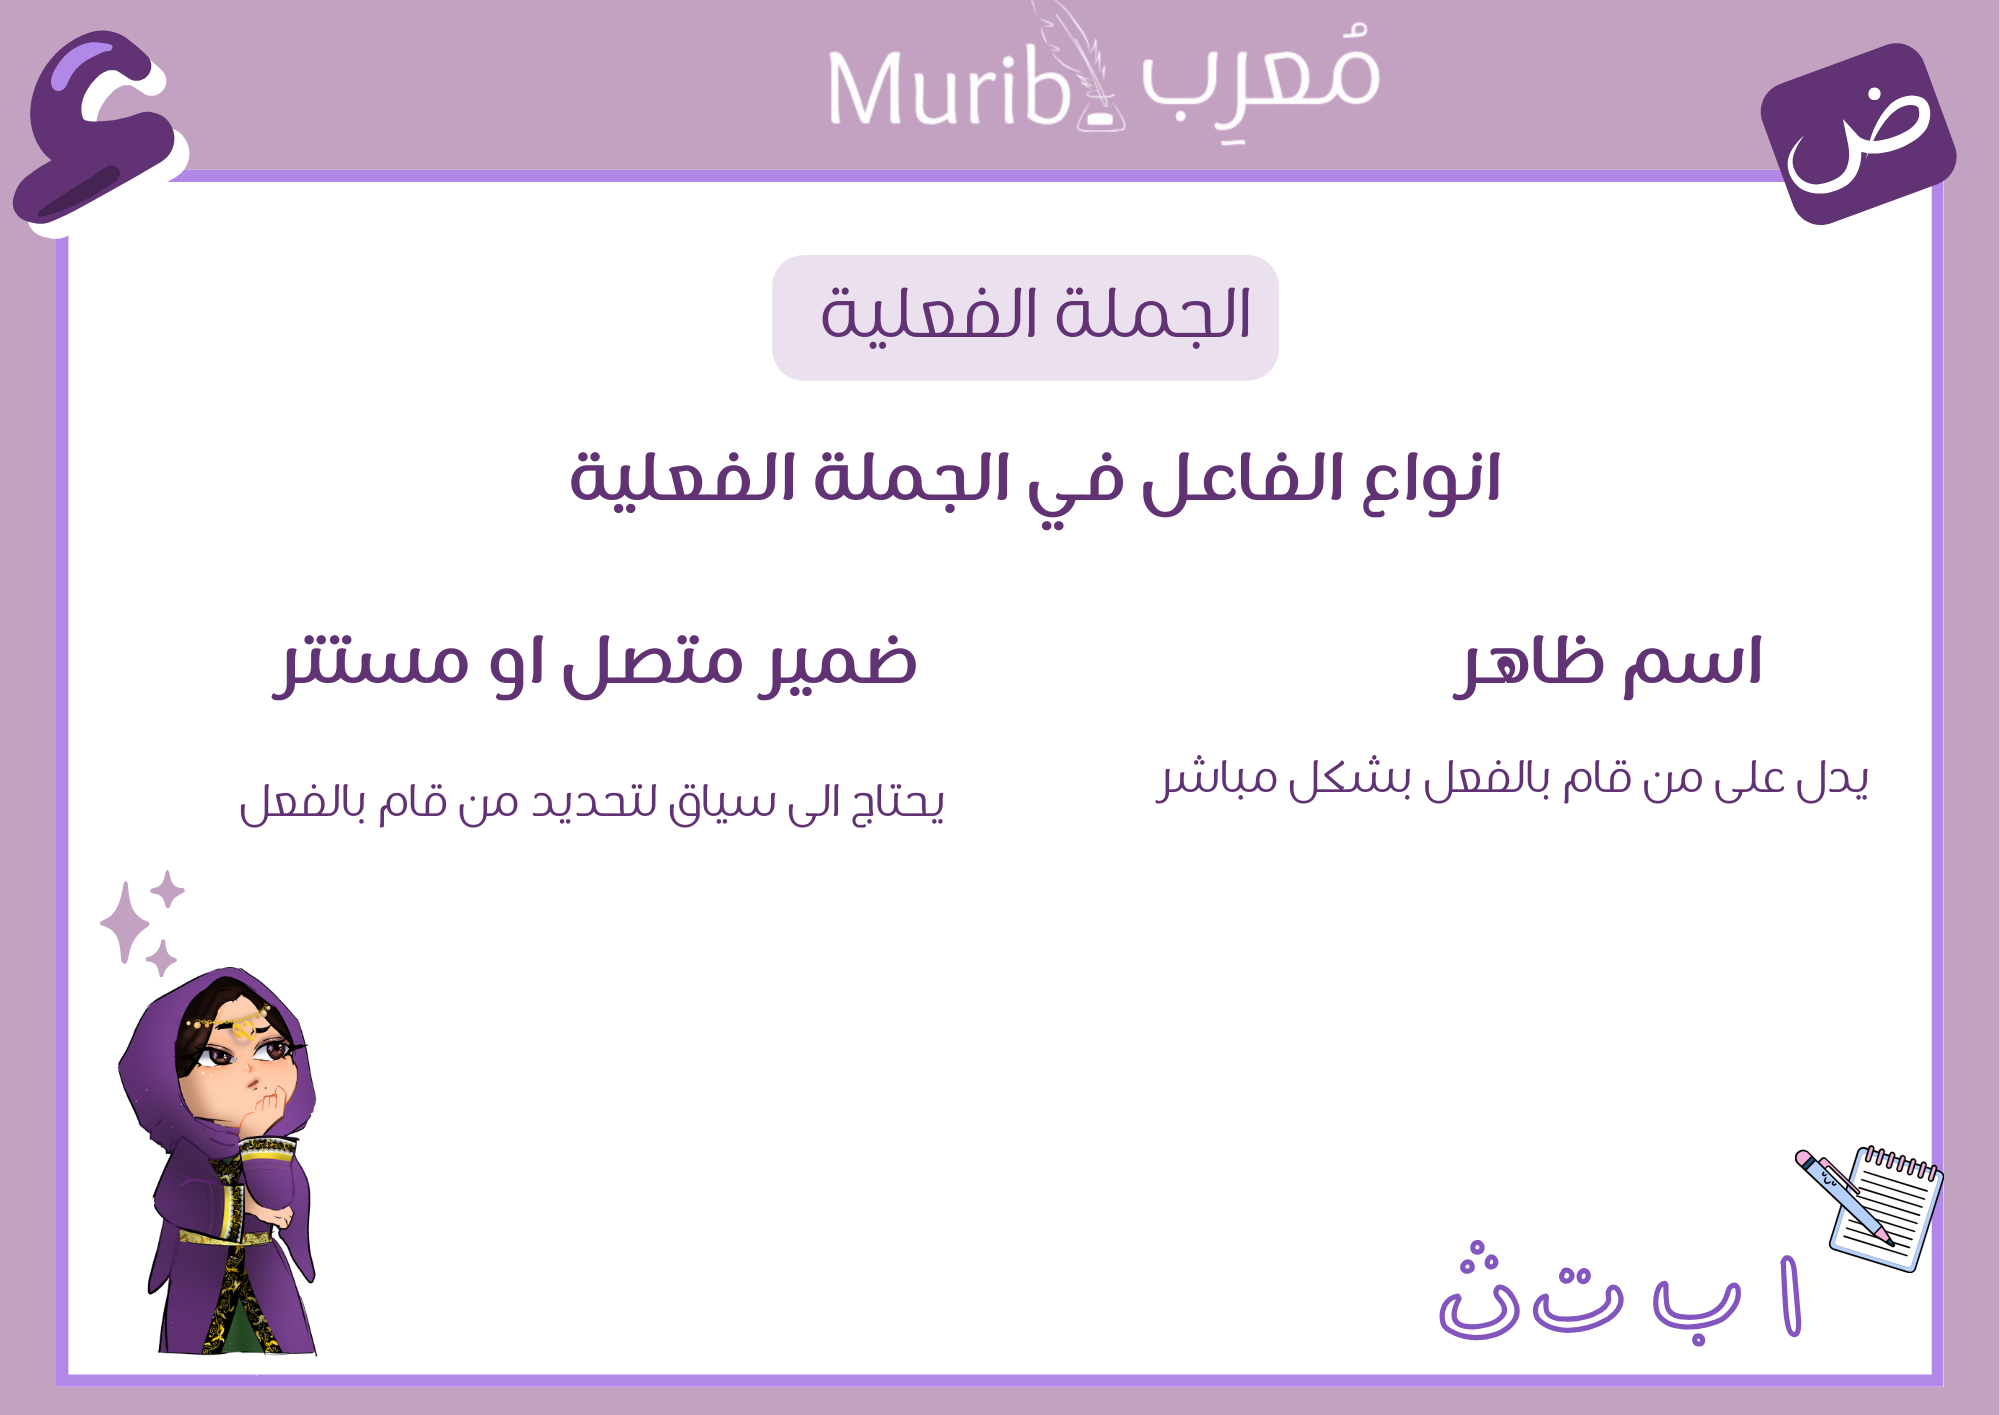 Murib مُعرِب
ع
ض
الجملة الفعلية
انواع الفاعل في الجملة الفعلية
اسم ظاهر
ضمير متصل او مستتر
يدل على من قام بالفعل بشكل مباشر
يحتاج الى سياق لتحديد من قام بالفعل
ا ب ت ث